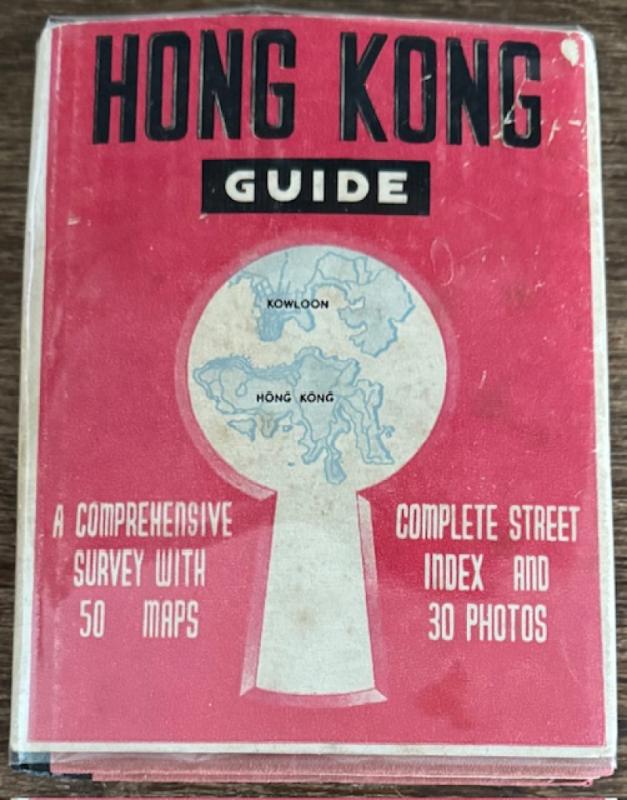 HONG KONG
GUIDE
KOWLOON
HONG KONG
A COMPREHENSIVE
SURVEY WITH
50 MAPS
COMPLETE STREET
INDEX AND
30 PHOTOS